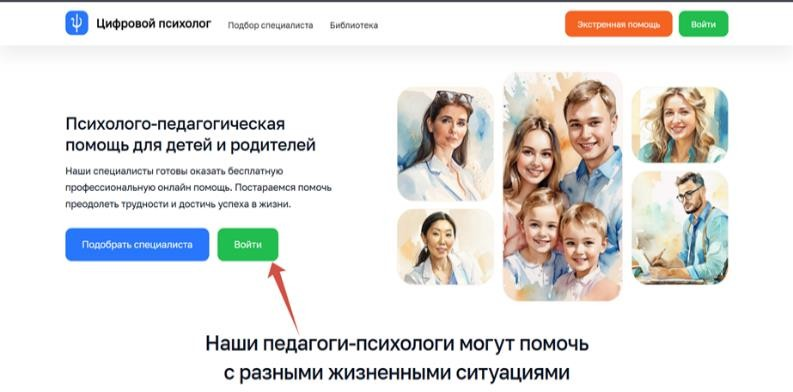 Цифровой психолог
Подбор специалиста
Библиотека
Экстренная помощь
Войти
Психолого-педагогическая
помощь для детей и родителей
Наши специалисты готовы оказать бесплатную
профессиональную онлайн помощь. Постараемся помочь
преодолеть трудности и достичь успеха в жизни.
Подобрать специалиста
Войти
Наши педагоги-психологи могут помочь
с разными жизненными ситуациями